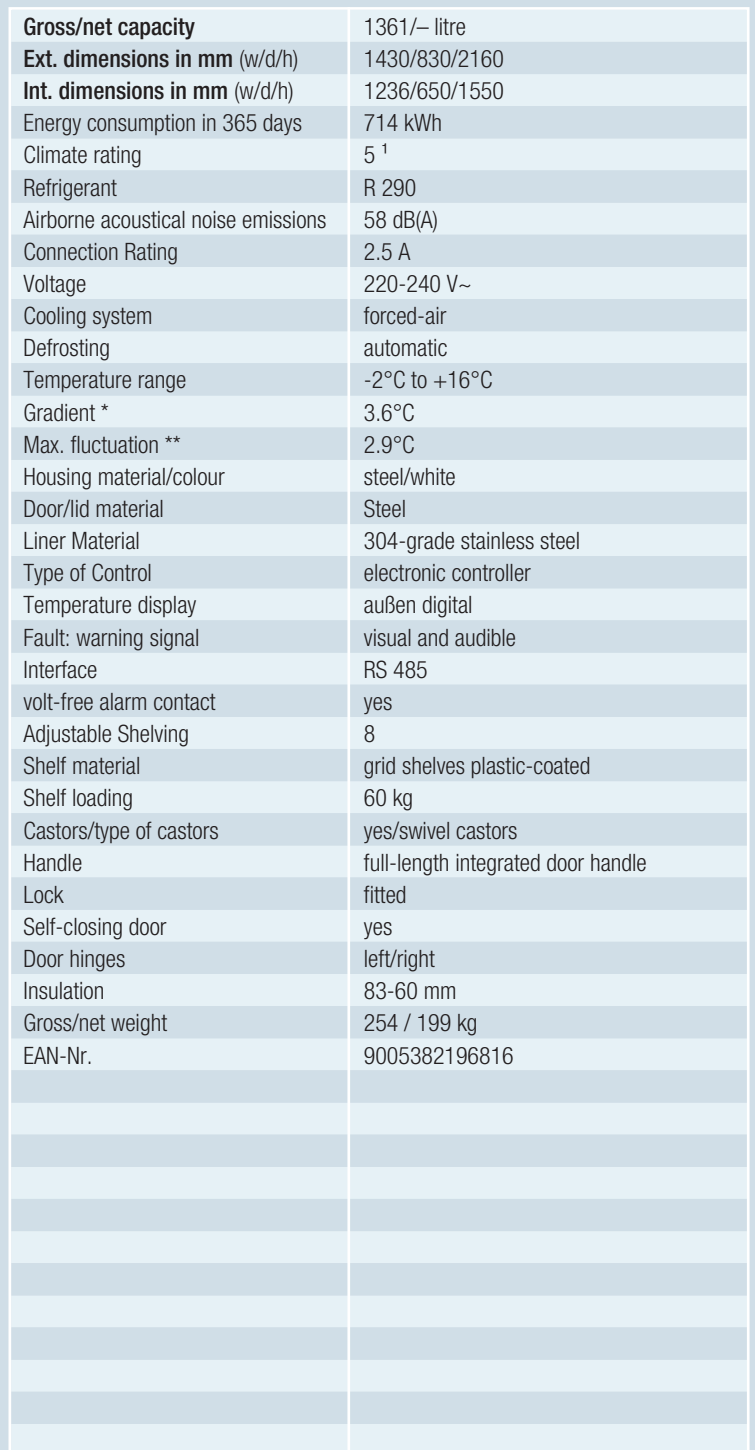 Gross/net capacity 1361/– litre
Ext. dimensions in mm (w/d/h) 1430/830/2160
Int. dimensions in mm (w/d/h) 1236/650/1550
Energy consumption in 365 days 714 kWh
Climate rating 5 ¹
Refrigerant R 290
Airborne acoustical noise emissions 58 dB(A)
Connection Rating 2.5 A
Voltage 220-240 V~
Cooling system forced-air
Defrosting automatic
Temperature range -2°C to +16°C
Gradient * 3.6°C
Max. fluctuation ** 2.9°C
Housing material/colour steel/white
Door/lid material Steel
Liner Material 304-grade stainless steel
Type of Control electronic controller
Temperature display außen digital
Fault: warning signal visual and audible
Interface RS 485
volt-free alarm contact yes
Adjustable Shelving 8
Shelf material grid shelves plastic-coated
Shelf loading 60 kg
Castors/type of castors yes/swivel castors
Handle full-length integrated door handle
Lock fitted
Self-closing door yes
Door hinges left/right
Insulation 83-60 mm
Gross/net weight 254 / 199 kg
EAN-Nr. 9005382196816